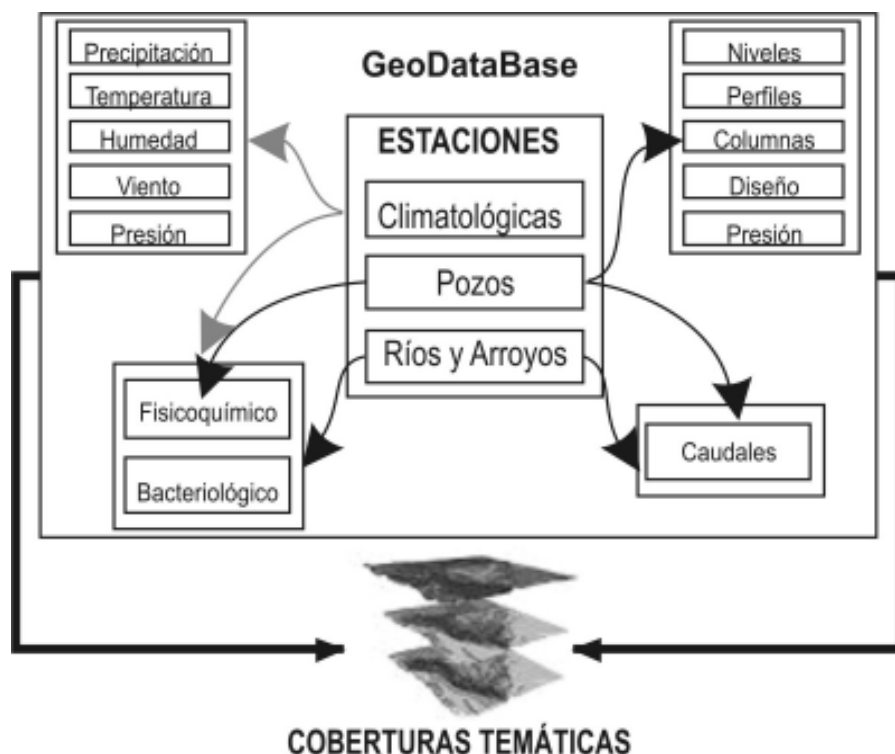 GeoDataBase
Precipitación
Temperatura
Humedad
Viento
Presión
ESTACIONES
Climatológicas
Pozos
Ríos y Arroyos
Niveles
Perfiles
Columnas
Diseño
Presión
Fisicoquímico
Bacteriológico
Caudales
COBERTURAS TEMÁTICAS